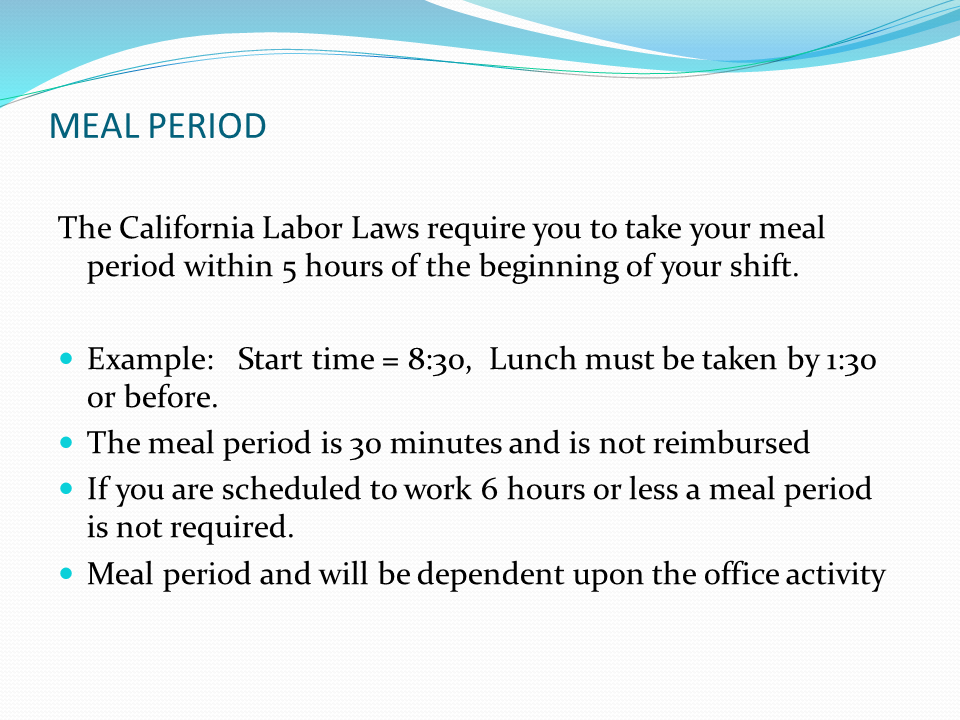 MEAL PERIOD
The California Labor Laws require you to take your meal
period within 5 hours of the beginning of your shift.
Example:   Start time = 8:30,  Lunch must be taken by 1:30
or before.
The meal period is 30 minutes and is not reimbursed
If you are scheduled to work 6 hours or less a meal period
is not required.
Meal period and will be dependent upon the office activity